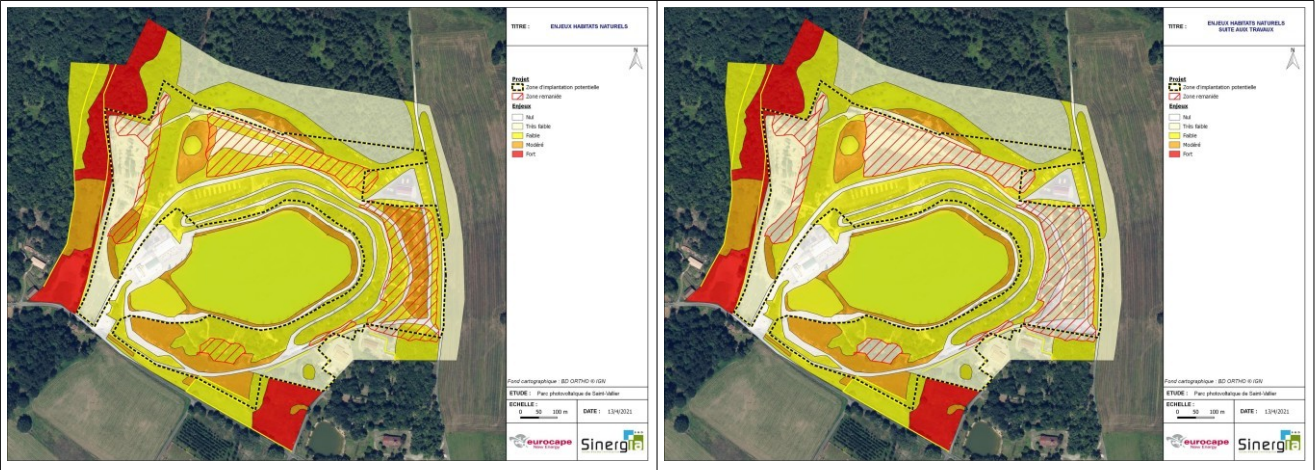 TITRE :
ENJEUX HABITATS NATURELS
N
Projet
Zone d'implantation potentielle
Zone remaniée
Enjeux
Nul
Très faible
Faible
Modéré
Fort
Fond cartographique : BD ORTHO ® IGN
ETUDE : Parc photovoltaïque de Saint-Vallier
ECHELLE :
0 50 100 m
DATE : 13/4/2021
eurocape
New Energy
Sinergia
TITRE :
ENJEUX HABITATS NATURELS
SUITE AUX TRAVAUX
N
Projet
Zone d'implantation potentielle
Zone remaniée
Enjeux
Nul
Très faible
Faible
Modéré
Fort
Fond cartographique : BD ORTHO ® IGN
ETUDE : Parc photovoltaïque de Saint-Vallier
ECHELLE :
0 50 100 m
DATE : 13/4/2021
eurocape
New Energy
Sinergia